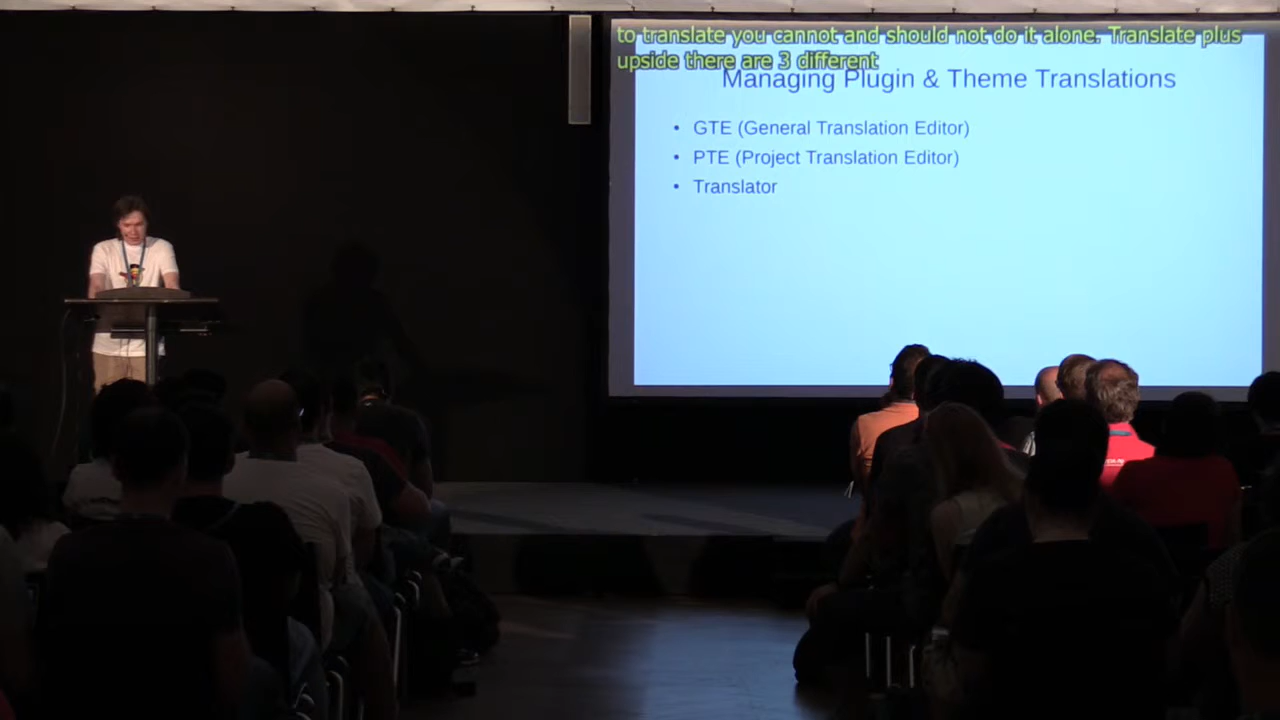 to translate you cannot and should not do it alone. Translate plus
upside there are 3 different
Managing Plugin & Theme Translations
• GTE (General Translation Editor)
• PTE (Project Translation Editor)
• Translator